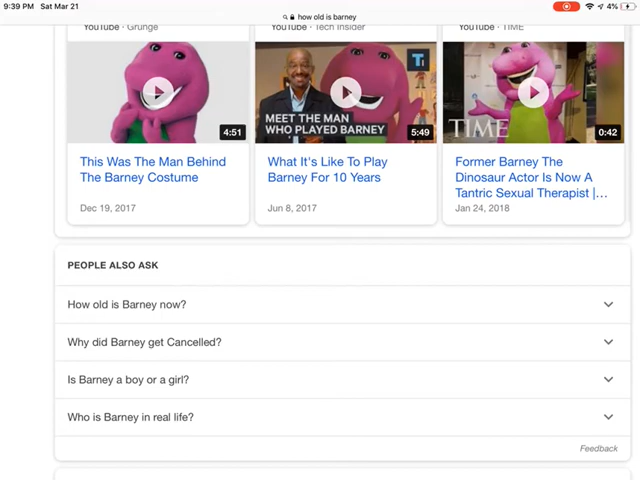 9:39 PM Sat Mar 21
4%
how old is barney
YouTube · Grunge
YouTube · Tech Insider
YouTube · TIME
4:51
TI
MEET THE MAN
WHO PLAYED BARNEY
5:49
TIME
0:42
This Was The Man Behind
The Barney Costume
Dec 19, 2017
What It's Like To Play
Barney For 10 Years
Jun 8, 2017
Former Barney The
Dinosaur Actor Is Now A
Tantric Sexual Therapist |...
Jan 24, 2018
PEOPLE ALSO ASK
How old is Barney now?
Why did Barney get Cancelled?
Is Barney a boy or a girl?
Who is Barney in real life?
Feedback